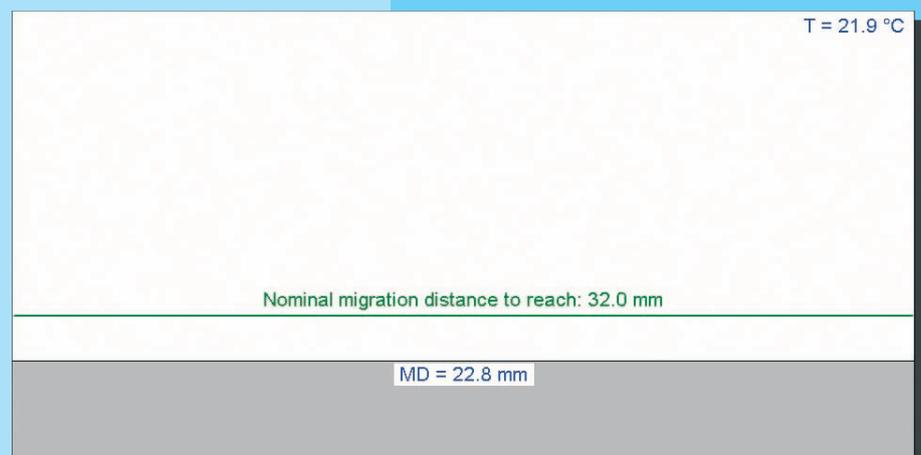 T = 21.9 °C
Nominal migration distance to reach: 32.0 mm
MD = 22.8 mm